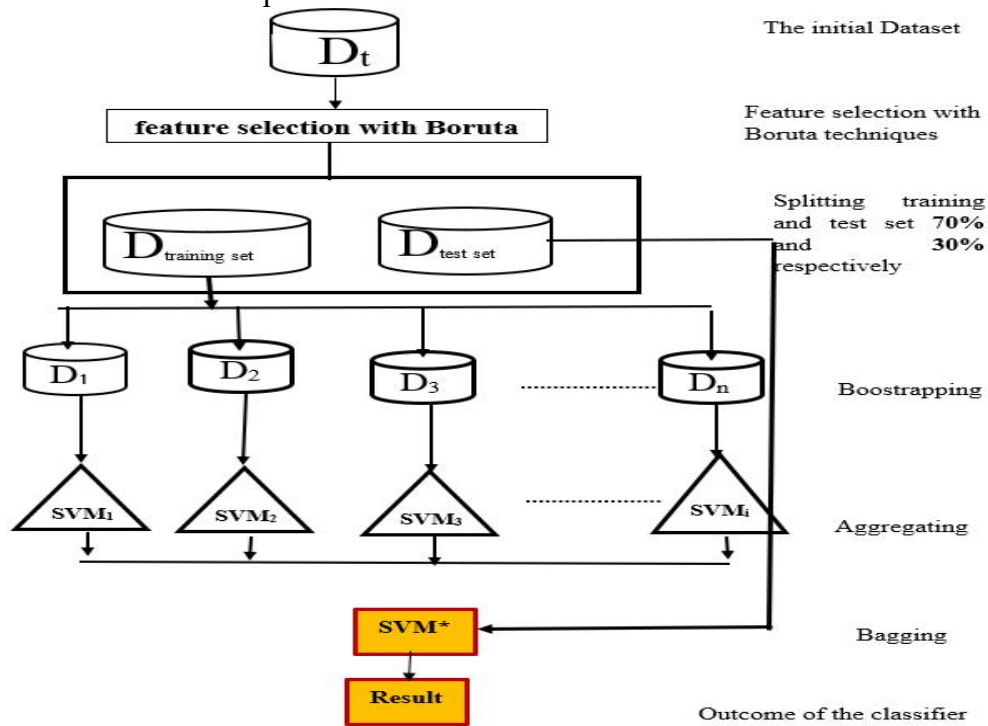 The initial Dataset
Dt
feature selection with Boruta
Feature selection with
Boruta techniques
Splitting training
and test set 70%
and 30%
respectively
D training set
D test set
D1
D2
D3
Dn
Boostrapping
SVM1
SVM2
SVM3
SVMi
Aggregating
SVM*
Bagging
Result
Outcome of the classifier